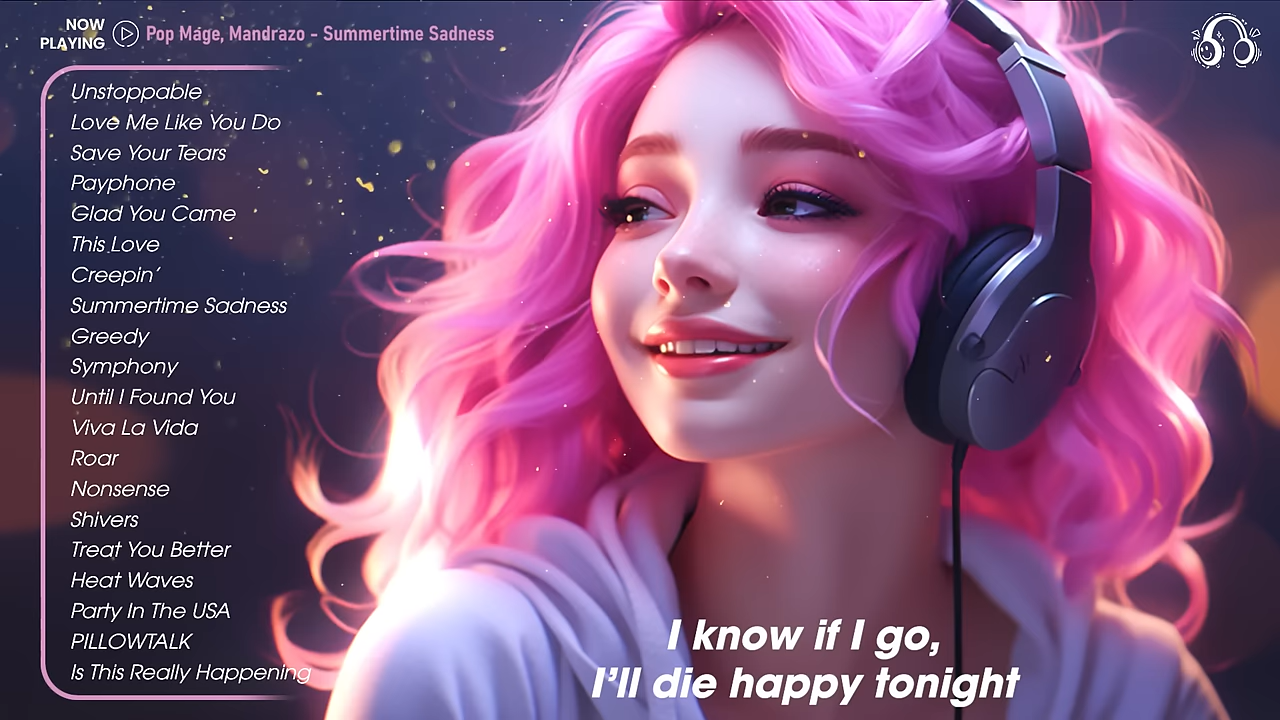 NOW
PLAYING
Pop Mage, Mandrazo - Summertime Sadness
Unstoppable
Love Me Like You Do
Save Your Tears
Payphone
Glad You Came
This Love
Creepin'
Summertime Sadness
Greedy
Symphony
Until I Found You
Viva La Vida
Roar
Nonsense
Shivers
Treat You Better
Heat Waves
Party In The USA
PILLOWTALK
Is This Really Happening
I know if I go,
I'll die happy tonight